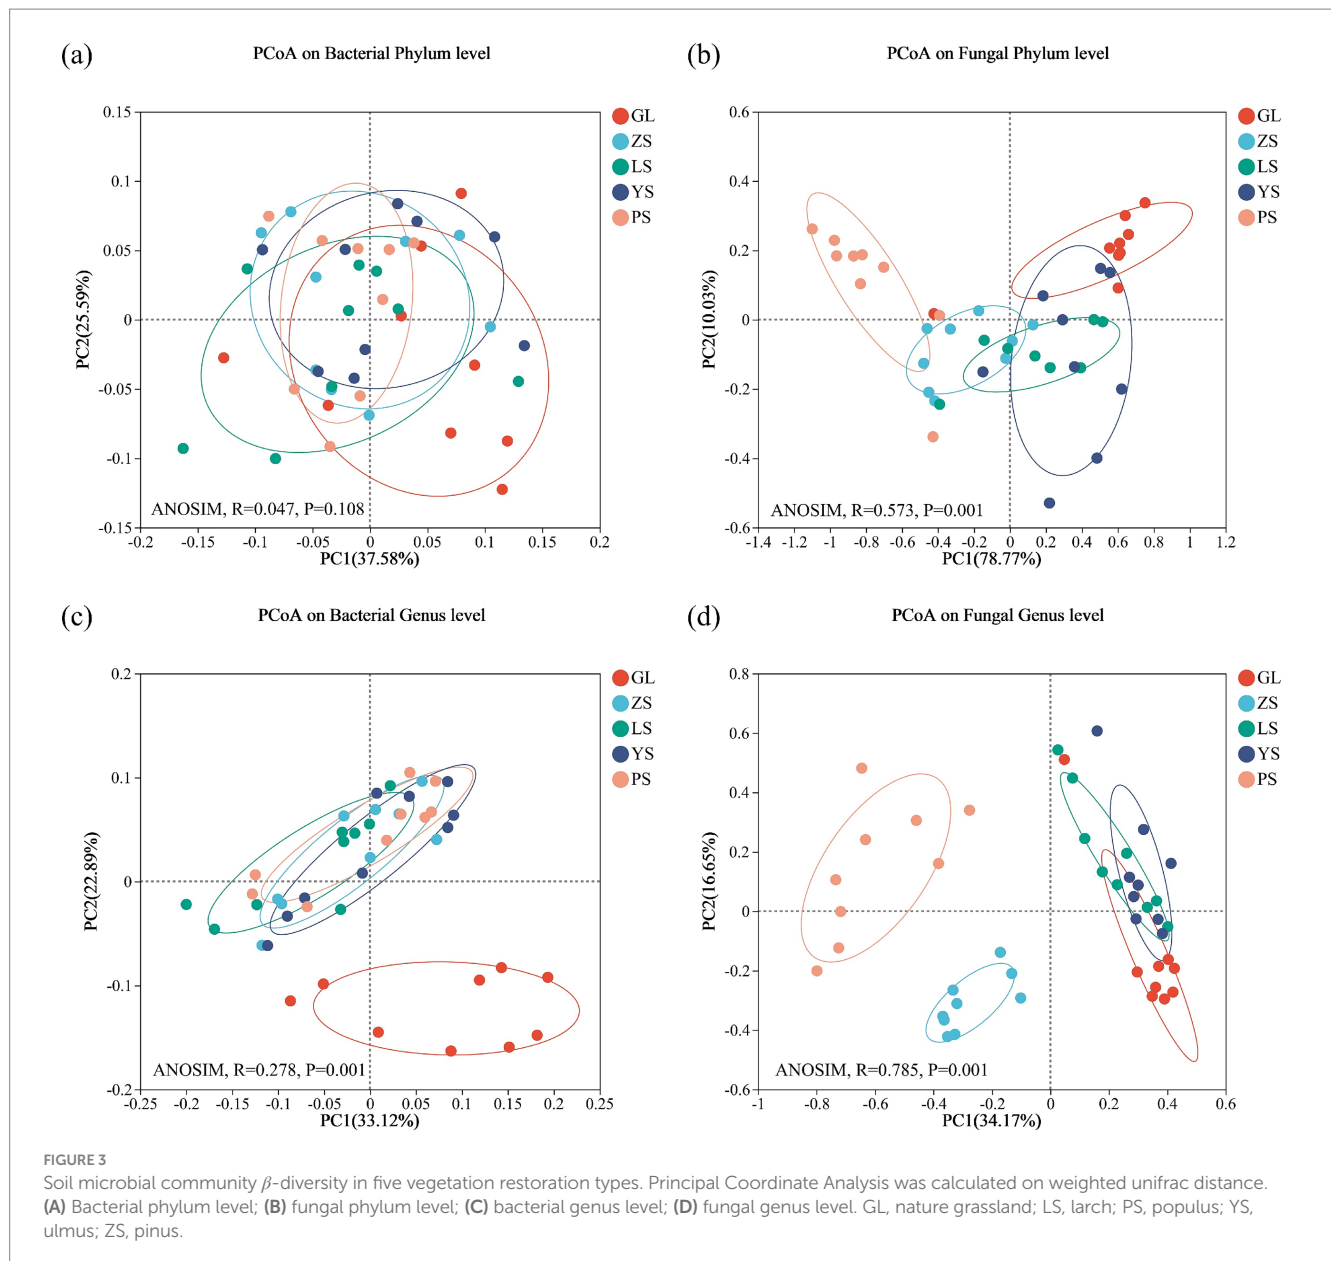 (a)
PCoA on Bacterial Phylum level
0.15
0.1
0.05
0
-0.05
-0.1
-0.15
PC2(25.59%)
-0.2
-0.15
-0.1
-0.05
0
0.05
0.1
0.15
0.2
PC1(37.58%)
ANOSIM, R=0.047, P=0.108
GL
ZS
LS
YS
PS
(b)
PCoA on Fungal Phylum level
0.6
0.4
0.2
0
-0.2
-0.4
-0.6
PC2(10.03%)
-1.4
-1.2
-1
-0.8
-0.6
-0.4
-0.2
0
0.2
0.4
0.6
0.8
1
1.2
PC1(78.77%)
ANOSIM, R=0.573, P=0.001
GL
ZS
LS
YS
PS
(c)
PCoA on Bacterial Genus level
0.2
0.1
0
-0.1
-0.2
PC2(22.89%)
-0.25
-0.2
-0.15
-0.1
-0.05
0
0.05
0.1
0.15
0.2
0.25
PC1(33.12%)
ANOSIM, R=0.278, P=0.001
GL
ZS
LS
YS
PS
(d)
PCoA on Fungal Genus level
0.8
0.6
0.4
0.2
0
-0.2
-0.4
-0.6
PC2(16.65%)
-1
-0.8
-0.6
-0.4
-0.2
0
0.2
0.4
0.6
PC1(34.17%)
ANOSIM, R=0.785, P=0.001
GL
ZS
LS
YS
PS
FIGURE 3
Soil microbial community β-diversity in five vegetation restoration types. Principal Coordinate Analysis was calculated on weighted unifrac distance.
(A) Bacterial phylum level; (B) fungal phylum level; (C) bacterial genus level; (D) fungal genus level. GL, nature grassland; LS, larch; PS, populus; YS,
ulmus; ZS, pinus.